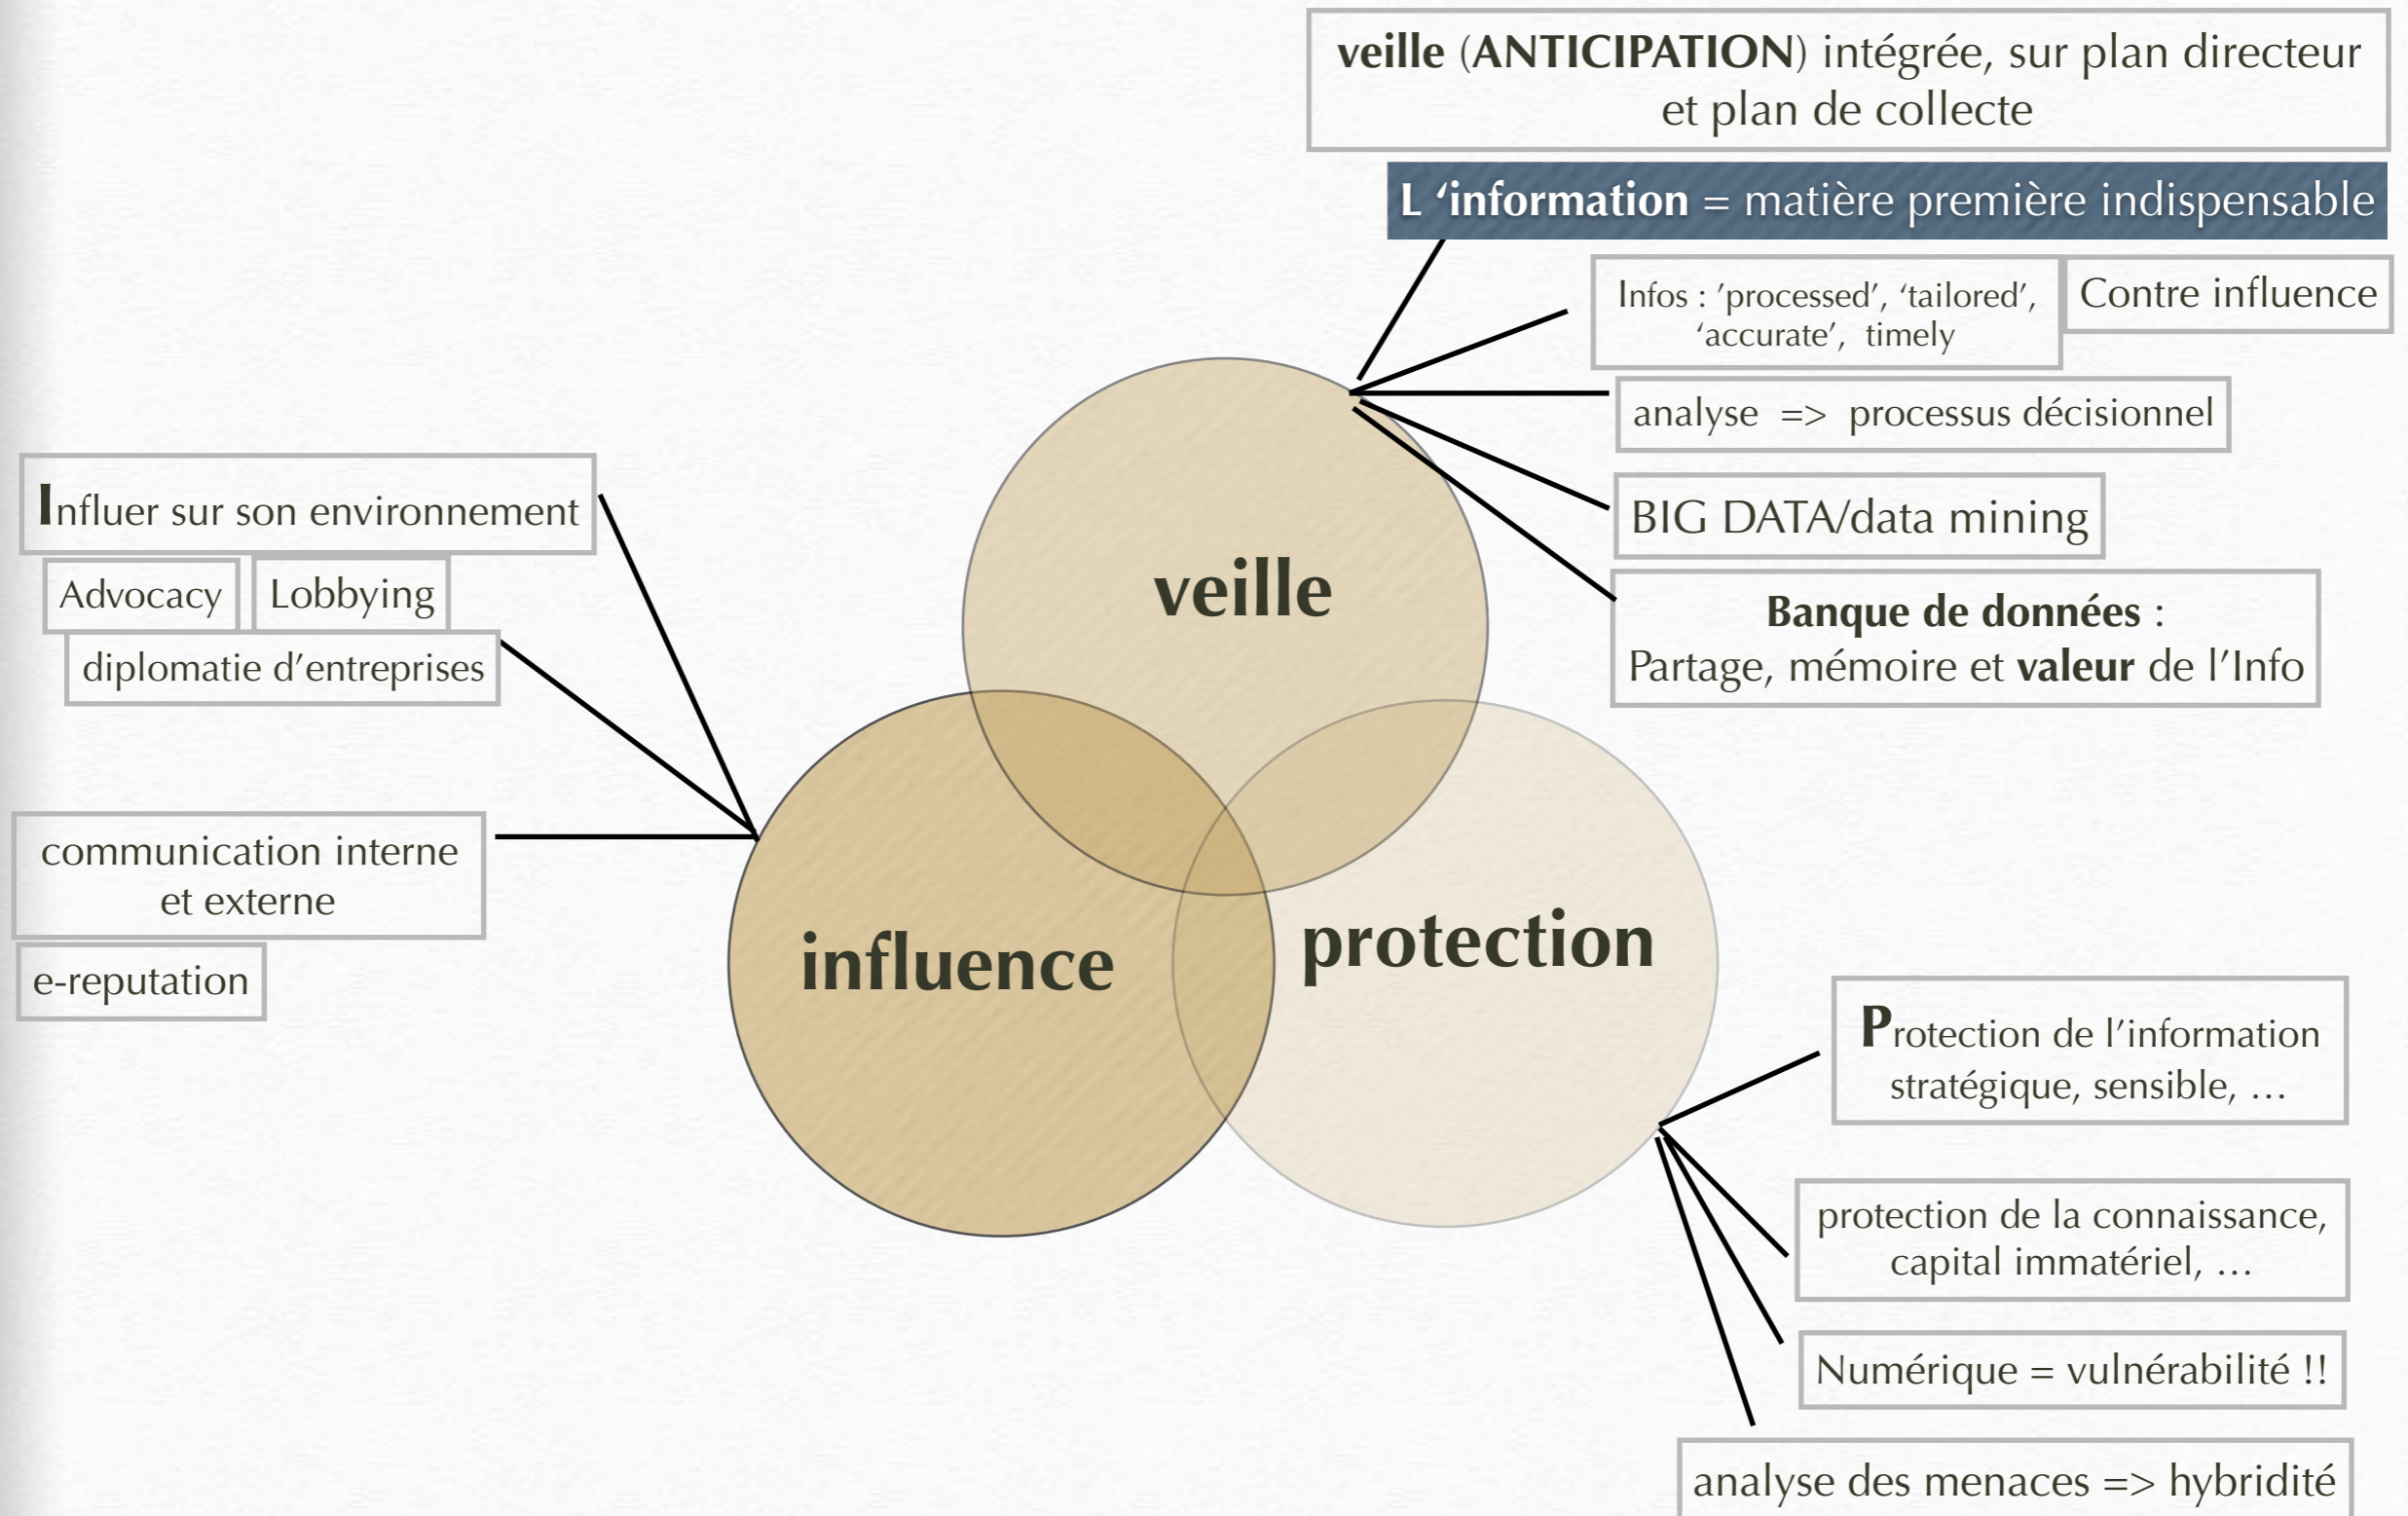 veille (ANTICIPATION) intégrée, sur plan directeur
et plan de collecte
L ‘information = matière première indispensable
Infos : ’processed’, ‘tailored’,
‘accurate’, timely
Contre influence
analyse => processus décisionnel
BIG DATA/data mining
Banque de données :
Partage, mémoire et valeur de l’Info
veille
Influer sur son environnement
Advocacy
Lobbying
diplomatie d’entreprises
communication interne
et externe
e-reputation
influence
protection
Protection de l’information
stratégique, sensible, …
protection de la connaissance,
capital immatériel, …
Numérique = vulnérabilité !!
analyse des menaces => hybridité